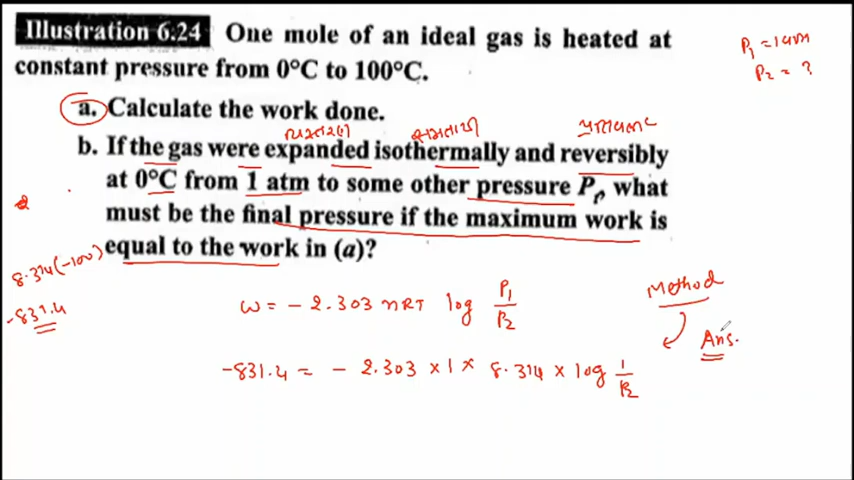 Illustration 6.24 One mole of an ideal gas is heated at
constant pressure from 0°C to 100°C.
P₁ = 1 atm
P₂ = ?
a. Calculate the work done.
b. If the gas were expanded isothermally and reversibly
at 0°C from 1 atm to some other pressure Pₜ, what
must be the final pressure if the maximum work is
equal to the work in (a)?
8.314(-100)
-831.4
Method
Ans.
W = - 2.303 nRT log P₁/P₂
-831.4 = - 2.303 × 1 × 8.314 × log 1/P₂